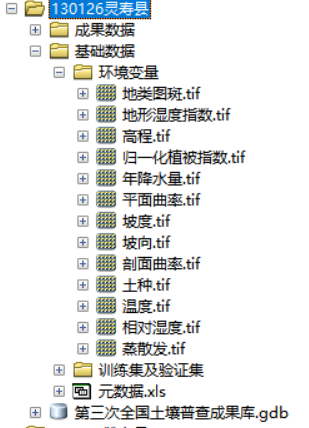 130126灵寿县
成果数据
基础数据
环境变量
地类图斑.tif
地形湿度指数.tif
高程.tif
归一化植被指数.tif
年降水量.tif
平面曲率.tif
坡度.tif
坡向.tif
剖面曲率.tif
土种.tif
温度.tif
相对湿度.tif
蒸散发.tif
训练集及验证集
元数据.xls
第三次全国土壤普查成果库.gdb